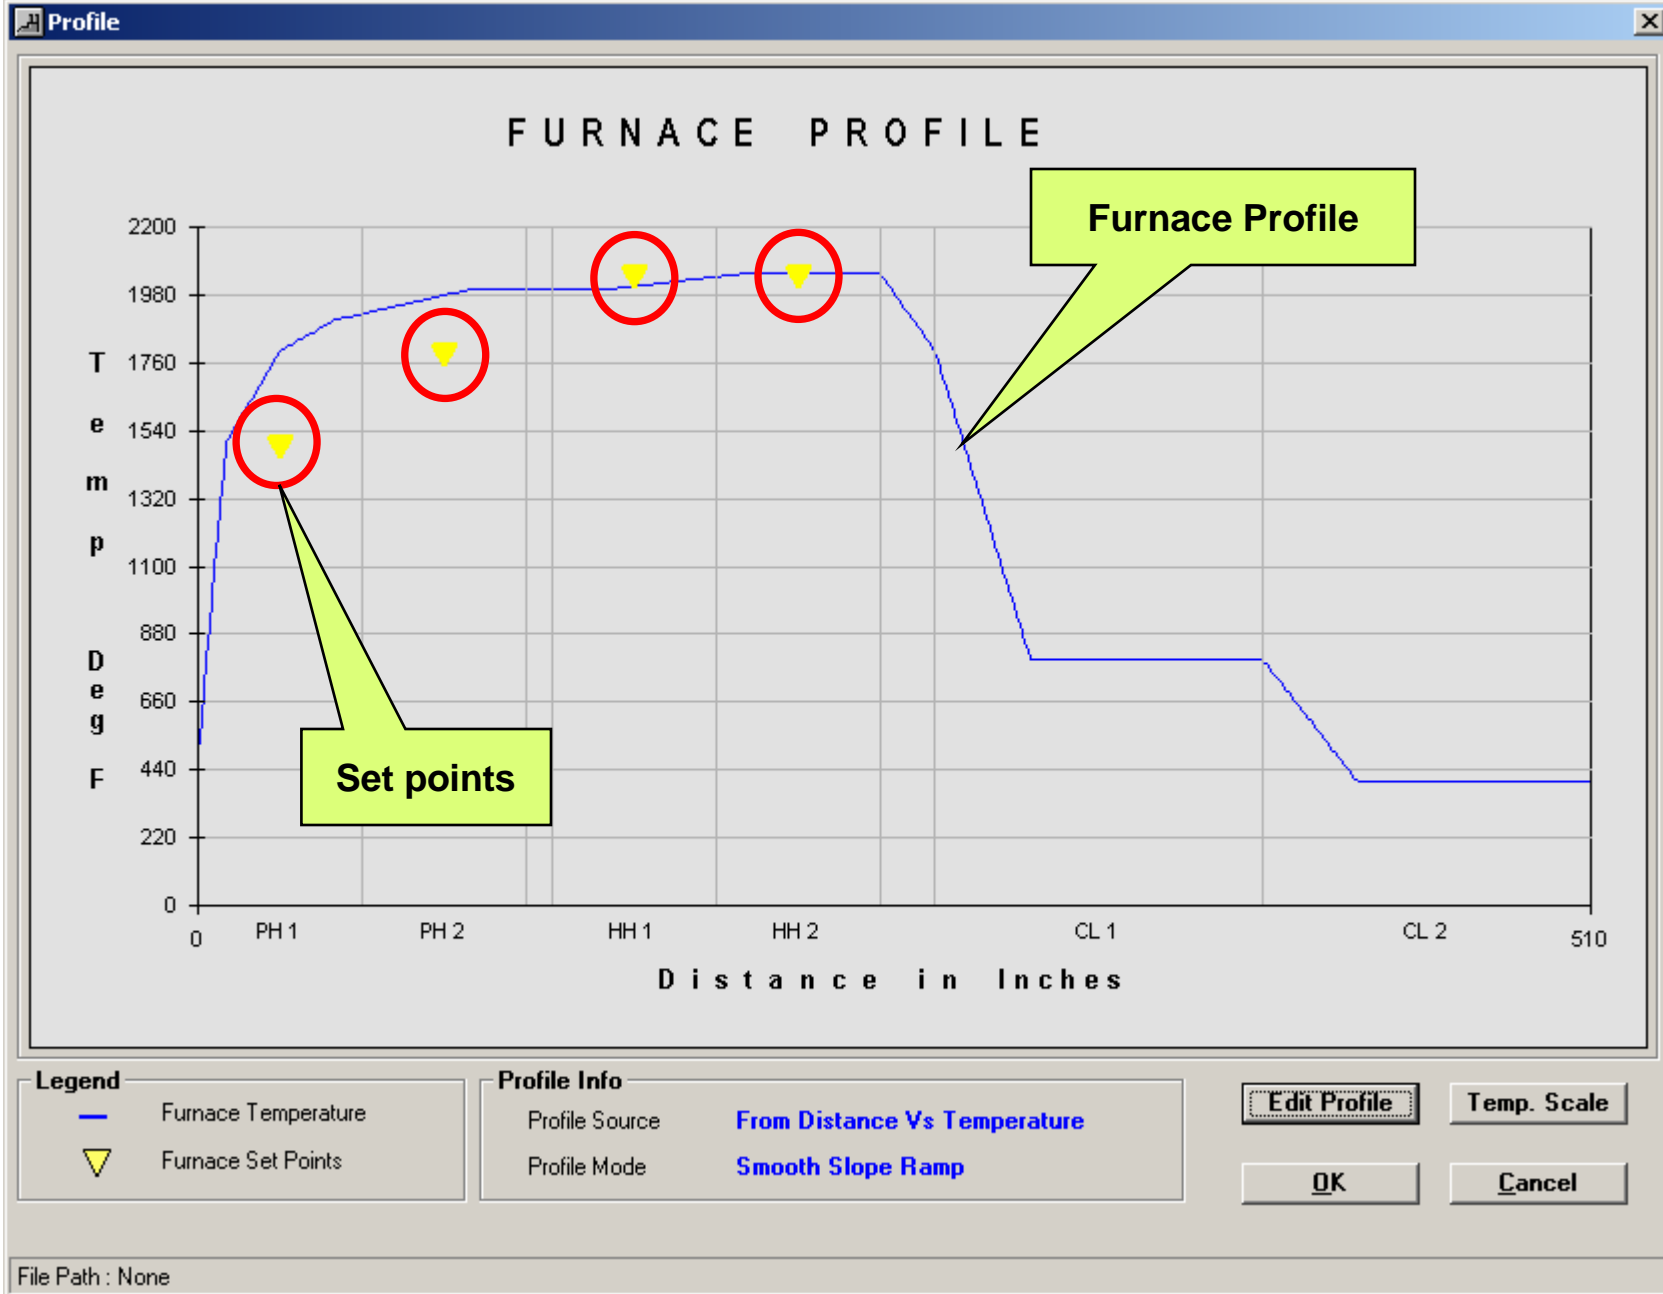 Profile
FURNACE PROFILE
Furnace Profile
2200
1980
1760
1540
1320
1100
880
660
440
220
0
Temp Deg F
Set points
0 PH 1 PH 2 HH 1 HH 2 CL 1 CL 2 510
Distance in Inches
Legend
Furnace Temperature
Furnace Set Points
Profile Info
Profile Source From Distance Vs Temperature
Profile Mode Smooth Slope Ramp
Edit Profile Temp. Scale
OK Cancel
File Path : None